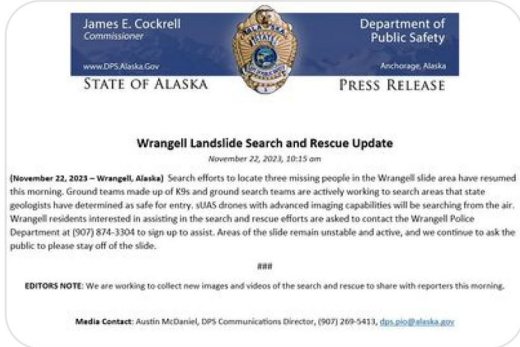 James E. Cockrell
Commissioner
Department of
Public Safety
www.DPS.Alaska.Gov
Anchorage, Alaska
STATE OF ALASKA
PRESS RELEASE
Wrangell Landslide Search and Rescue Update
November 22, 2023, 10:15 am
(November 22, 2023 – Wrangell, Alaska) Search efforts to locate three missing people in the Wrangell slide area have resumed
this morning. Ground teams made up of K9s and ground search teams are actively working to search areas that state
geologists have determined as safe for entry. sUAS drones with advanced imaging capabilities will be searching from the air.
Wrangell residents interested in assisting in the search and rescue efforts are asked to contact the Wrangell Police
Department at (907) 874-3304 to sign up to assist. Areas of the slide remain unstable and active, and we continue to ask the
public to please stay off of the slide.
###
EDITORS NOTE: We are working to collect new images and videos of the search and rescue to share with reporters this morning.
Media Contact: Austin McDaniel, DPS Communications Director, (907) 269-5413, dps.pio@alaska.gov